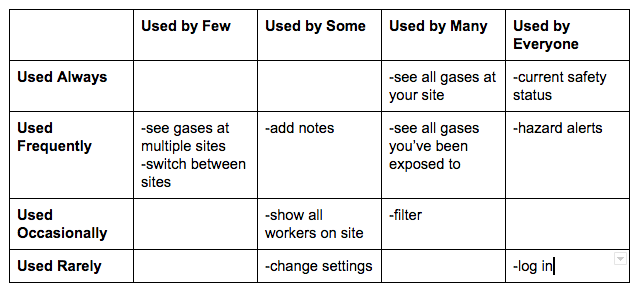 Used by Few
Used by Some
Used by Many
Used by
Everyone
Used Always
-see all gases at
your site
-current safety
status
Used
Frequently
-see gases at
multiple sites
-switch between
sites
-add notes
-see all gases
you've been
exposed to
-hazard alerts
Used
Occasionally
-show all
workers on site
-filter
Used Rarely
-change settings
-log in